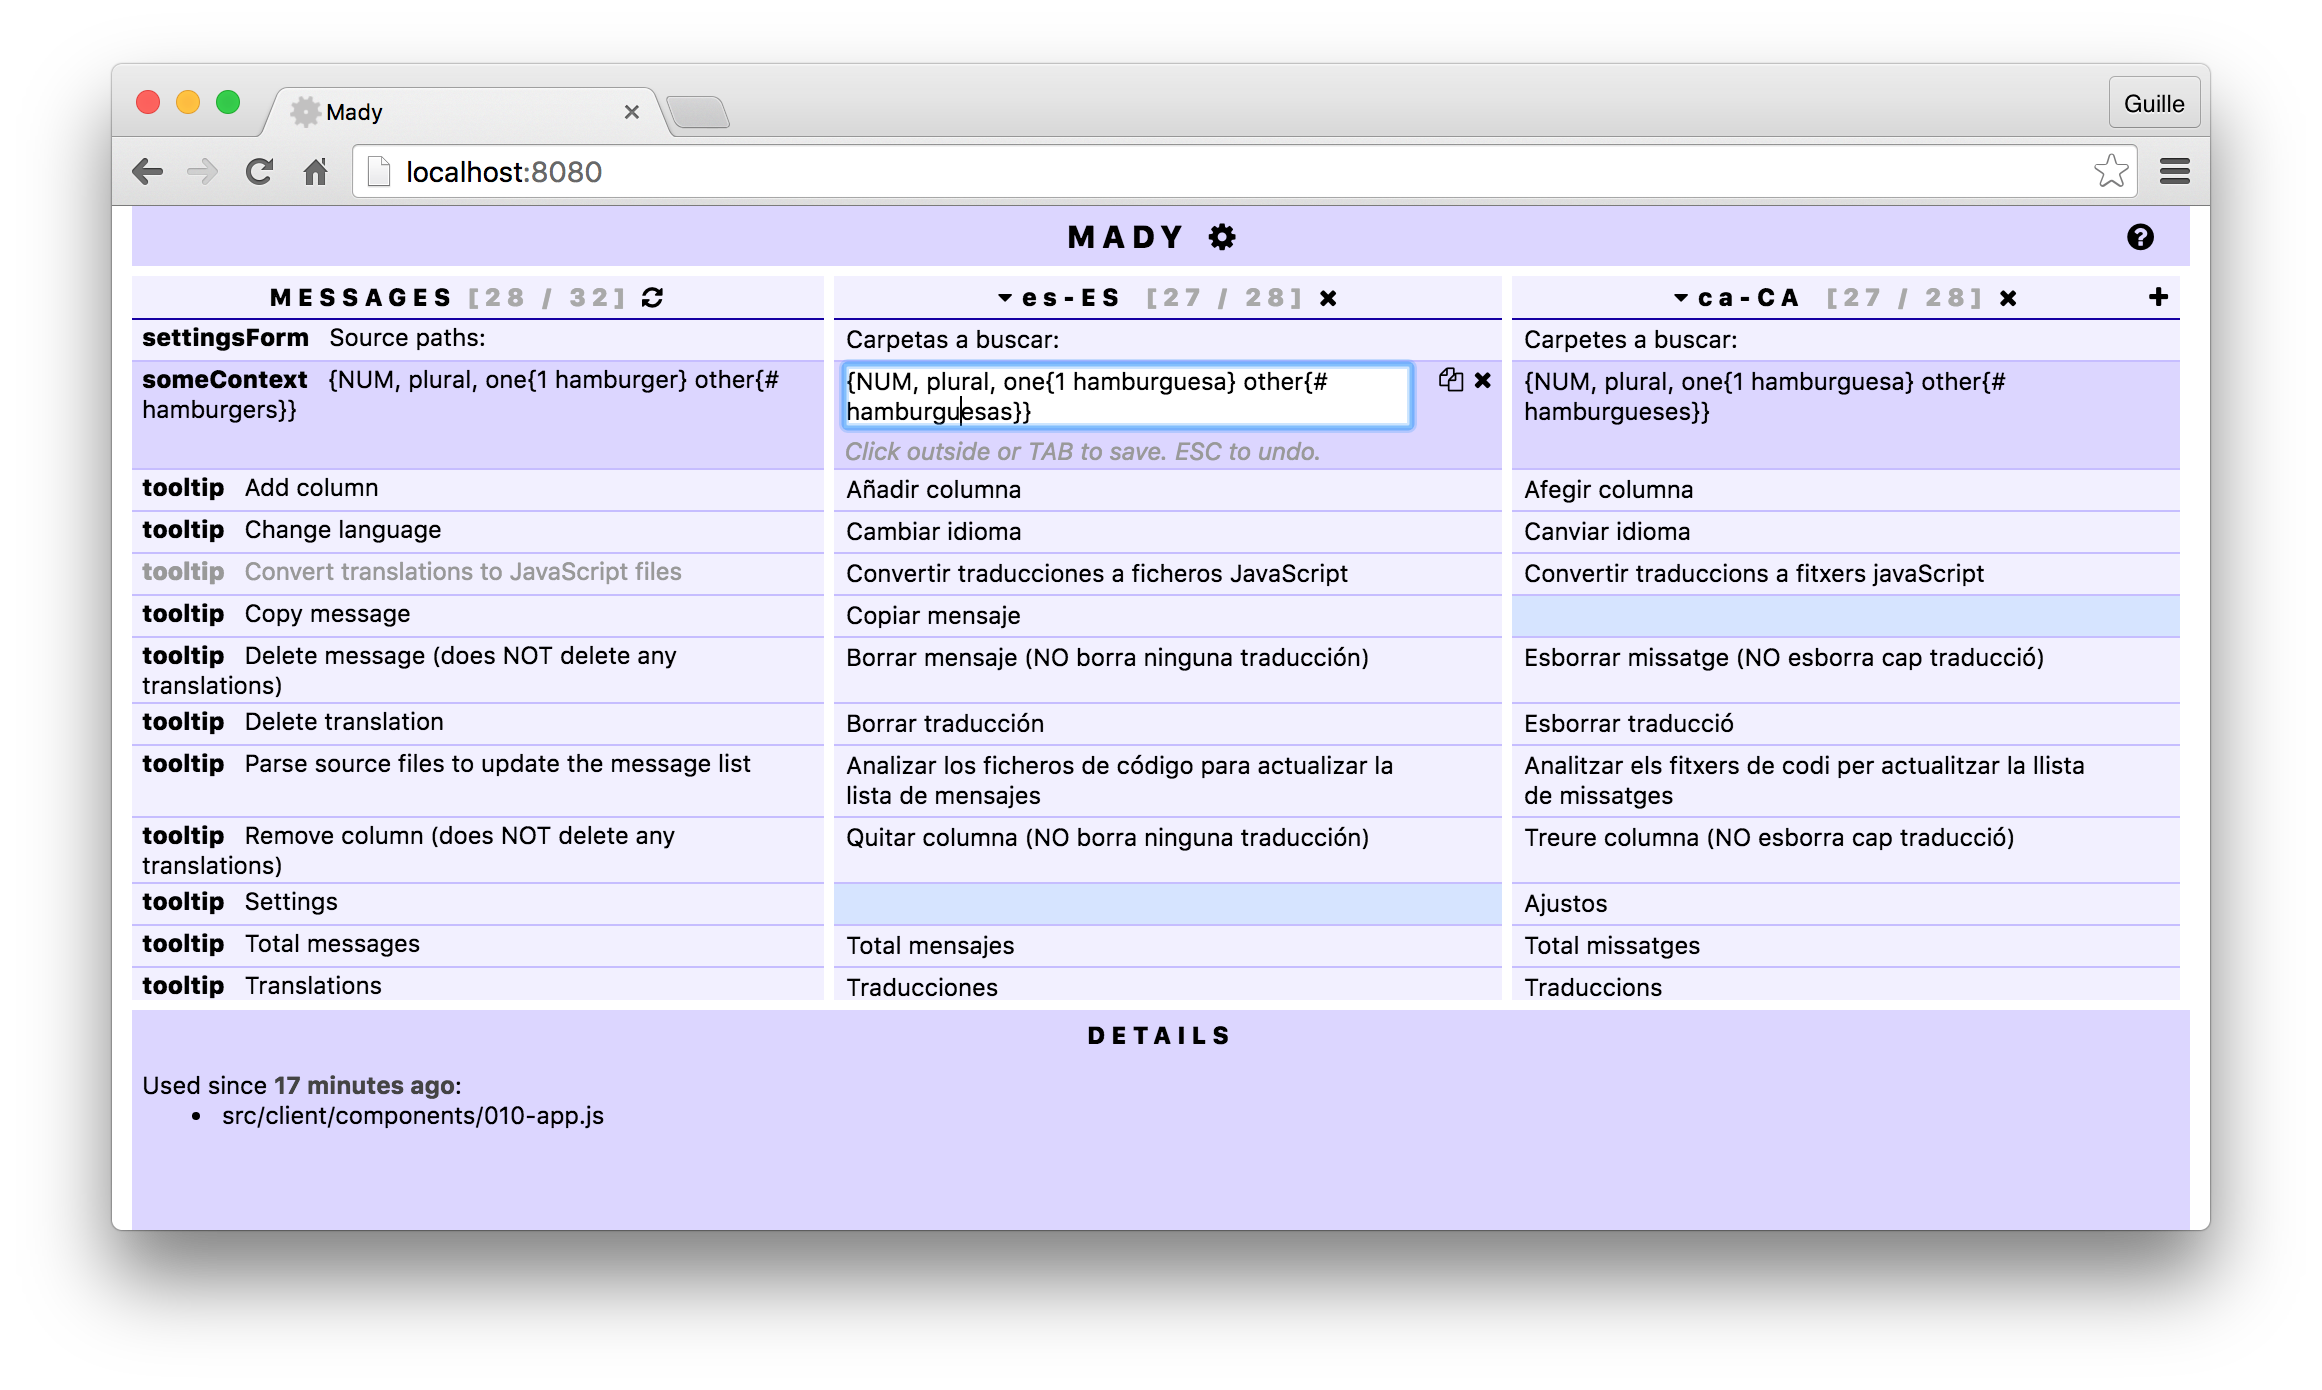 Mady
Guille
localhost:8080
MADY
MESSAGES [28 / 32]
es-ES [27 / 28]
ca-CA [27 / 28]
settingsForm Source paths:
Carpetas a buscar:
Carpetes a buscar:
someContext {NUM, plural, one{1 hamburger} other{#
hamburgers}}
{NUM, plural, one{1 hamburguesa} other{#
hamburguesas}}
Click outside or TAB to save. ESC to undo.
{NUM, plural, one{1 hamburguesa} other{#
hamburgueses}}
tooltip Add column
Añadir columna
Afegir columna
tooltip Change language
Cambiar idioma
Canviar idioma
tooltip Convert translations to JavaScript files
Convertir traducciones a ficheros JavaScript
Convertir traduccions a fitxers javaScript
tooltip Copy message
Copiar mensaje
tooltip Delete message (does NOT delete any
translations)
Borrar mensaje (NO borra ninguna traducción)
Esborrar missatge (NO esborra cap traducció)
tooltip Delete translation
Borrar traducción
Esborrar traducció
tooltip Parse source files to update the message list
Analizar los ficheros de código para actualizar la
lista de mensajes
Analitzar els fitxers de codi per actualitzar la llista
de missatges
tooltip Remove column (does NOT delete any
translations)
Quitar columna (NO borra ninguna traducción)
Treure columna (NO esborra cap traducció)
tooltip Settings
Ajustos
tooltip Total messages
Total mensajes
Total missatges
tooltip Translations
Traducciones
Traduccions
DETAILS
Used since 17 minutes ago:
• src/client/components/010-app.js